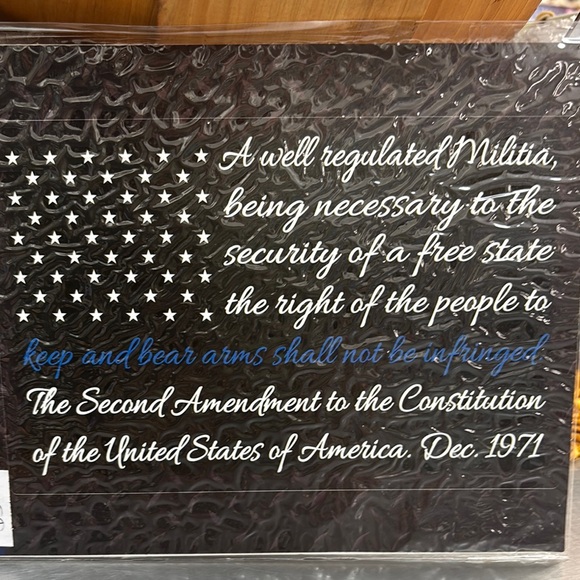 A well regulated Militia,
being necessary to the
security of a free state
the right of the people to
keep and bear arms shall not be infringed
The Second Amendment to the Constitution
of the United States of America. Dec. 1971